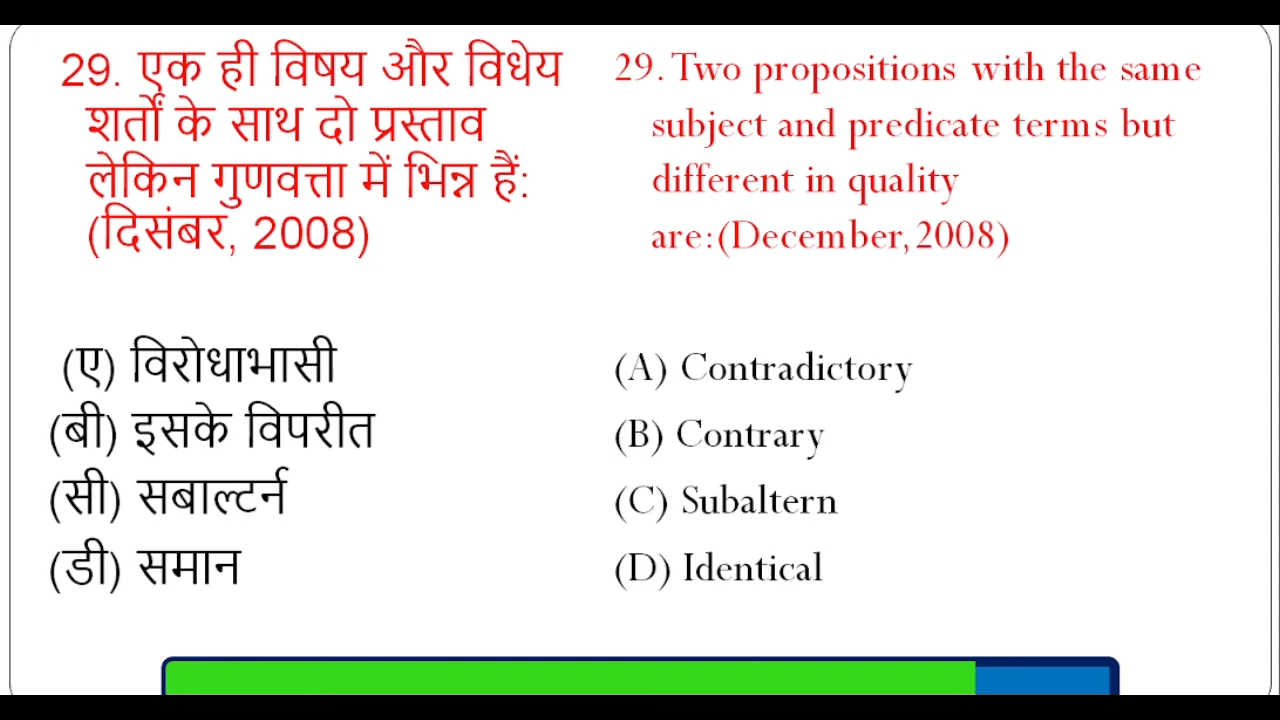 29. एक ही विषय और विधेय
शर्तों के साथ दो प्रस्ताव
लेकिन गुणवत्ता में भिन्न हैं:
(दिसंबर, 2008)
(ए) विरोधाभासी
(बी) इसके विपरीत
(सी) सबाल्टर्न
(डी) समान
29. Two propositions with the same
subject and predicate terms but
different in quality
are:(December, 2008)
(A) Contradictory
(B) Contrary
(C) Subaltern
(D) Identical